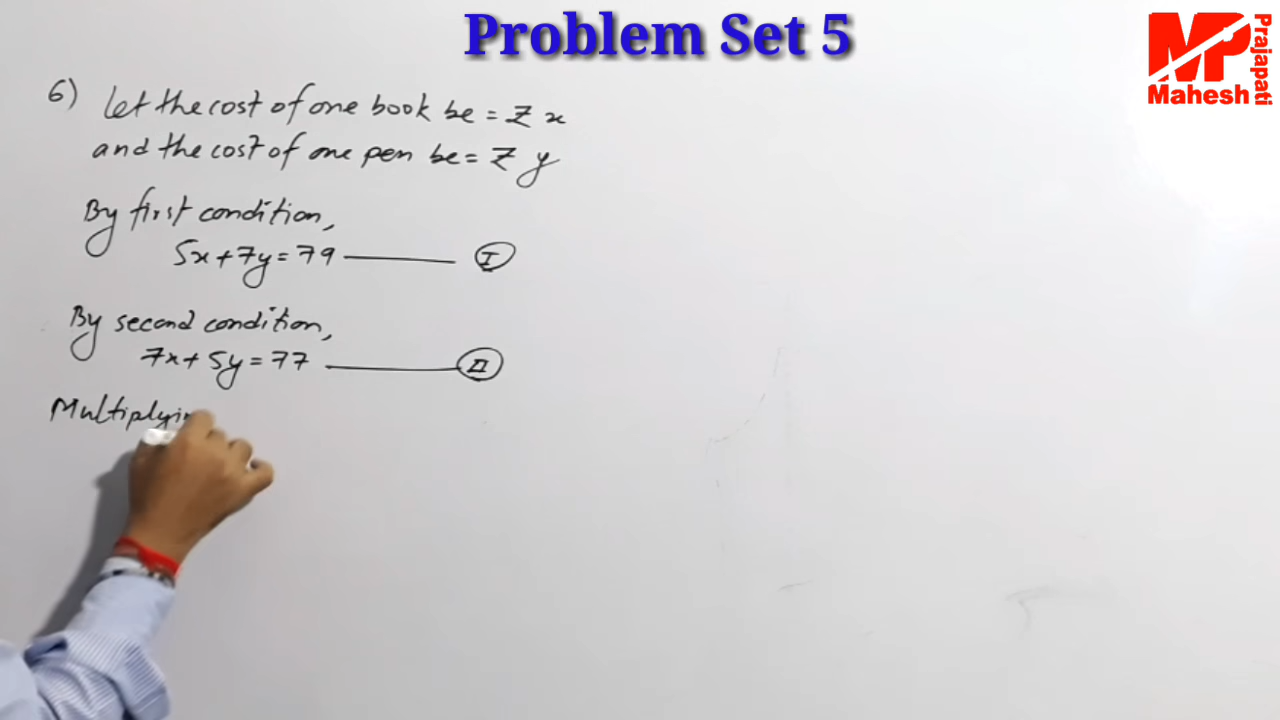 Problem Set 5
MP
Mahesh
Prajapati
6) Let the cost of one book be = ₹ x
and the cost of one pen be = ₹ y
By first condition,
5x + 7y = 79 ——— I
By second condition,
7x + 5y = 77 ——— II